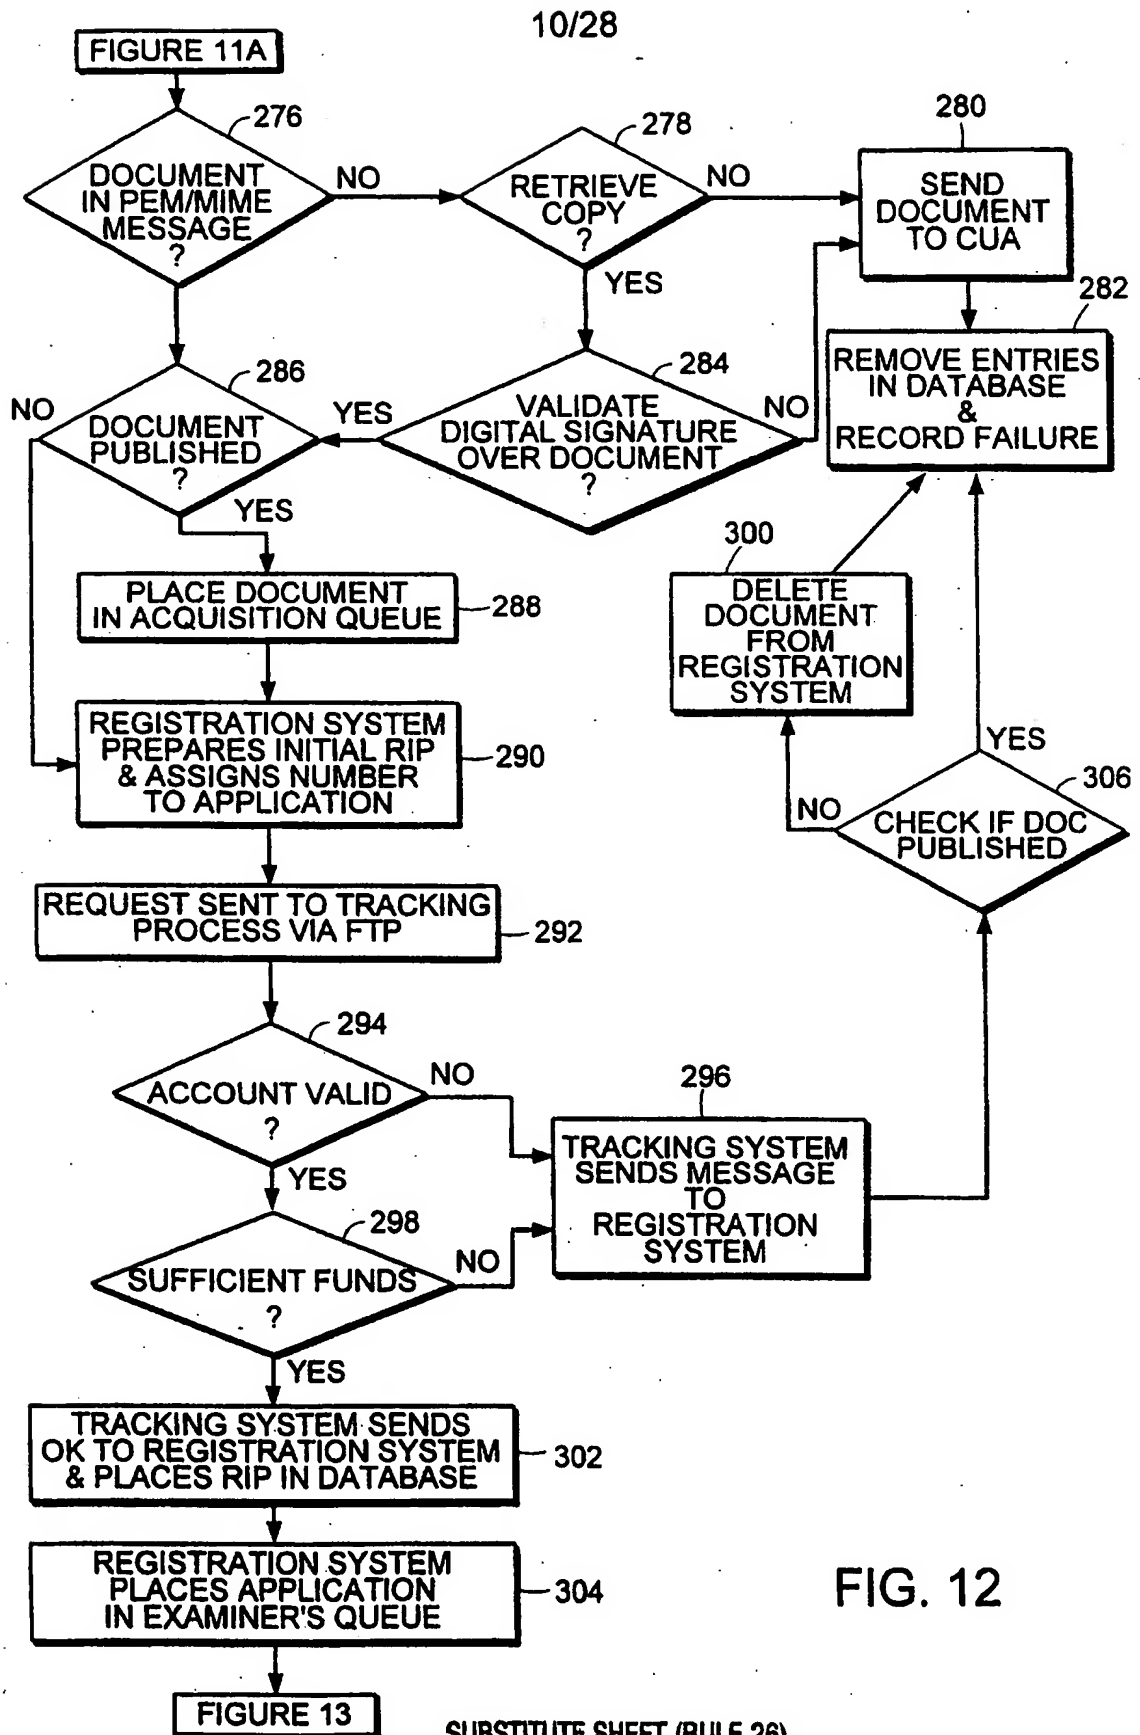 10/28
FIGURE 11A
276
DOCUMENT
IN PEM/MIME
MESSAGE
?
NO
278
RETRIEVE
COPY
?
NO
YES
280
SEND
DOCUMENT
TO CUA
282
REMOVE ENTRIES
IN DATABASE
&
RECORD FAILURE
284
VALIDATE
DIGITAL SIGNATURE
OVER DOCUMENT
?
NO
YES
286
DOCUMENT
PUBLISHED
?
NO
YES
PLACE DOCUMENT
IN ACQUISITION QUEUE
288
REGISTRATION SYSTEM
PREPARES INITIAL RIP
& ASSIGNS NUMBER
TO APPLICATION
290
300
DELETE
DOCUMENT
FROM
REGISTRATION
SYSTEM
YES
306
NO
CHECK IF DOC
PUBLISHED
REQUEST SENT TO TRACKING
PROCESS VIA FTP
292
294
ACCOUNT VALID
?
NO
YES
296
TRACKING SYSTEM
SENDS MESSAGE
TO
REGISTRATION
SYSTEM
298
SUFFICIENT FUNDS
?
NO
YES
TRACKING SYSTEM SENDS
OK TO REGISTRATION SYSTEM
& PLACES RIP IN DATABASE
302
REGISTRATION SYSTEM
PLACES APPLICATION
IN EXAMINER'S QUEUE
304
FIGURE 13
FIG. 12
SUBSTITUTE SHEET (RULE 26)